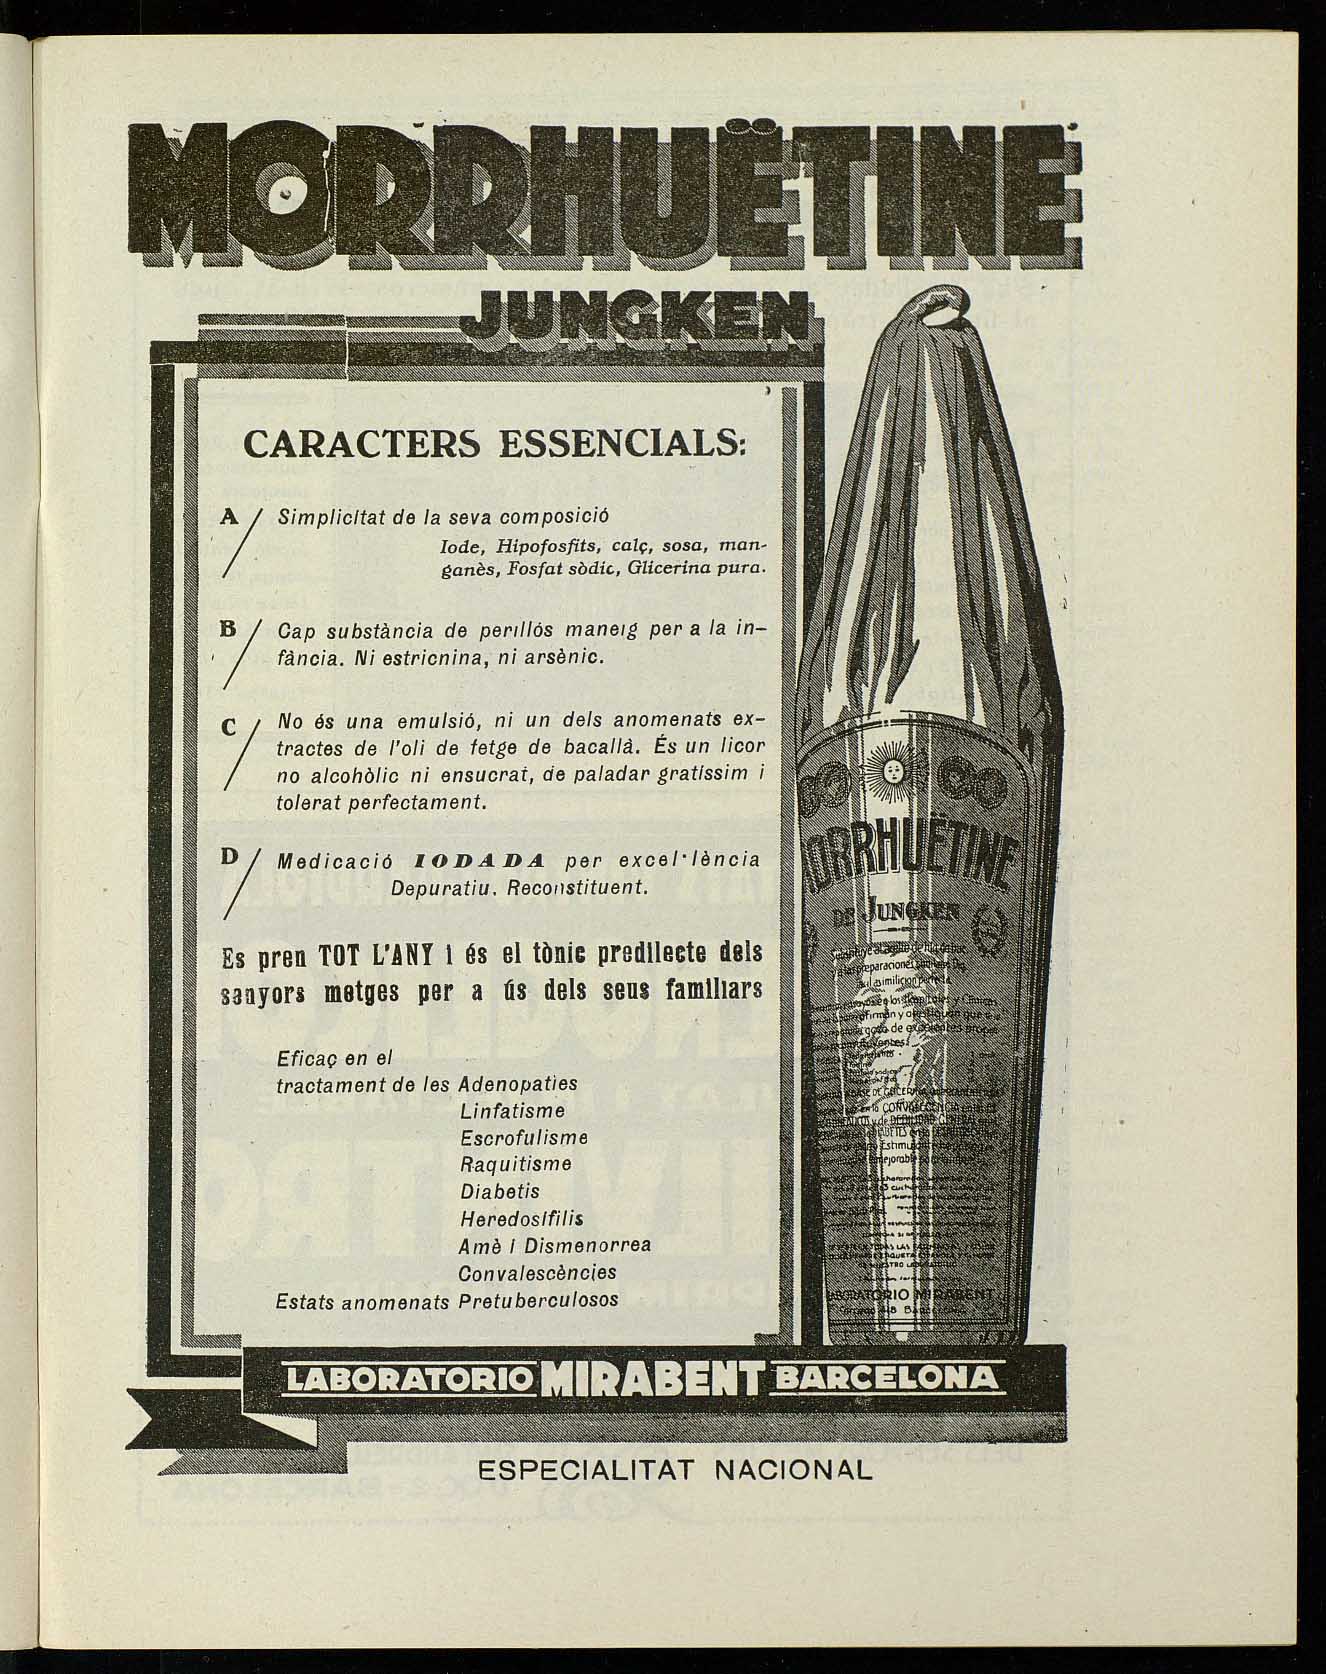 MORRHUËTINE
JUNGKEN
CARACTERS ESSENCIALS:
A / Simplicitat de la seva composició
Iode, Hipofosfits, calç, sosa, man-
ganès, Fosfat sòdic, Glicerina pura.
B / Cap substància de perillós maneig per a la in-
fància. Ni estricnina, ni arsènic.
C / No és una emulsió, ni un dels anomenats ex-
tractes de l'oli de fetge de bacallà. És un licor
no alcohòlic ni ensucrat, de paladar gratíssim i
tolerat perfectament.
D / Medicació IODADA per excel·lència
Depuratiu. Reconstituent.
Es pren TOT L'ANY i és el tònic predilecte dels
senyors metges per a ús dels seus familiars
Eficaç en el
tractament de les Adenopaties
Linfatisme
Escrofulisme
Raquitisme
Diabetis
Heredosífilis
Amè i Dismenorrea
Convalescències
Estats anomenats Pretuberculosos
MORRHUËTINE
DE JUNGKEN
LABORATORIO MIRABENT
LABORATORIO MIRABENT BARCELONA
ESPECIALITAT NACIONAL